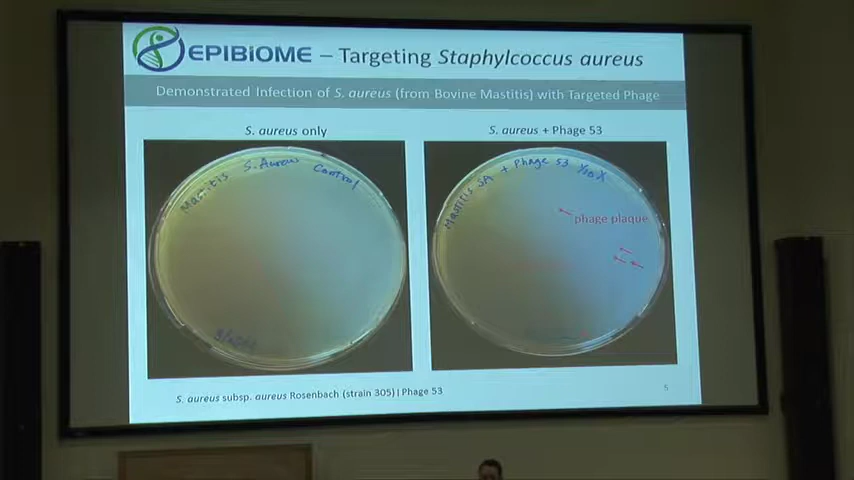 EPIBIOME – Targeting Staphylcoccus aureus
Demonstrated Infection of S. aureus (from Bovine Mastitis) with Targeted Phage
S. aureus only
S. aureus + Phage 53
Mastitis S. Aureus Control
Mastitis SA + Phage 53 1/10 X
phage plaque
S. aureus subsp. aureus Rosenbach (strain 305) | Phage 53
5